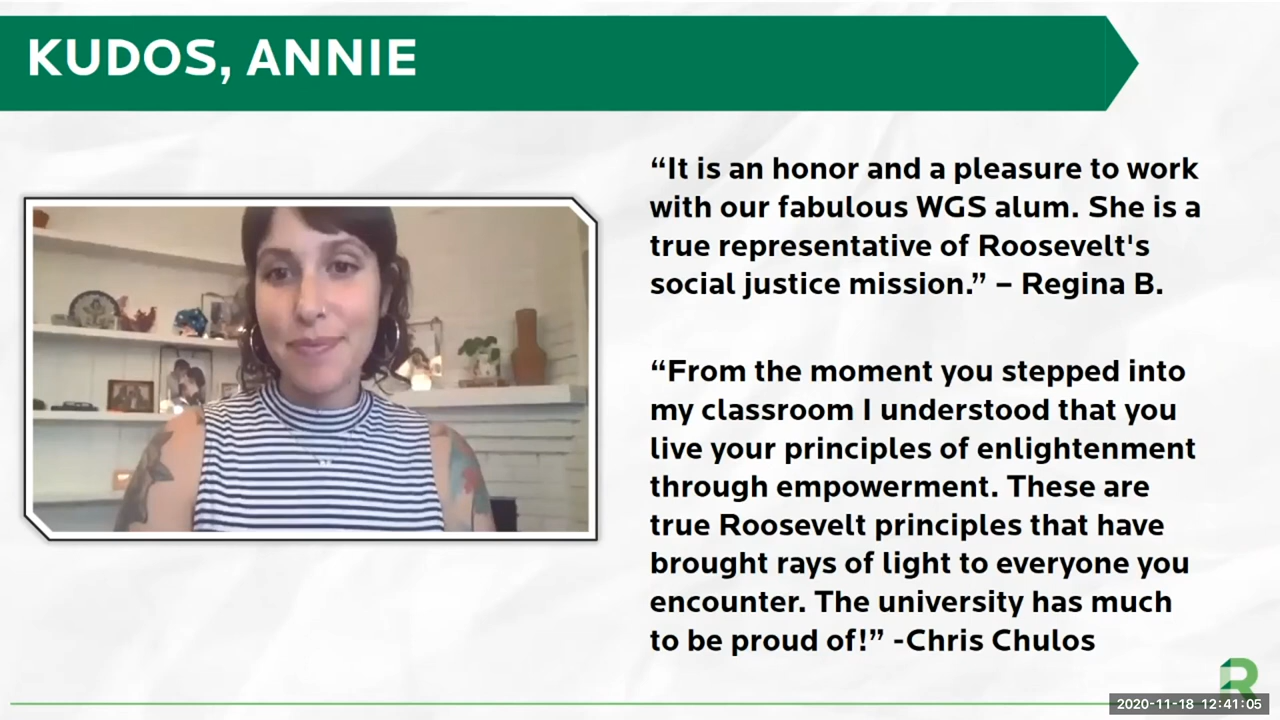 KUDOS, ANNIE
“It is an honor and a pleasure to work
with our fabulous WGS alum. She is a
true representative of Roosevelt's
social justice mission.” – Regina B.
“From the moment you stepped into
my classroom I understood that you
live your principles of enlightenment
through empowerment. These are
true Roosevelt principles that have
brought rays of light to everyone you
encounter. The university has much
to be proud of!” -Chris Chulos
R
2020-11-18 12:41:05